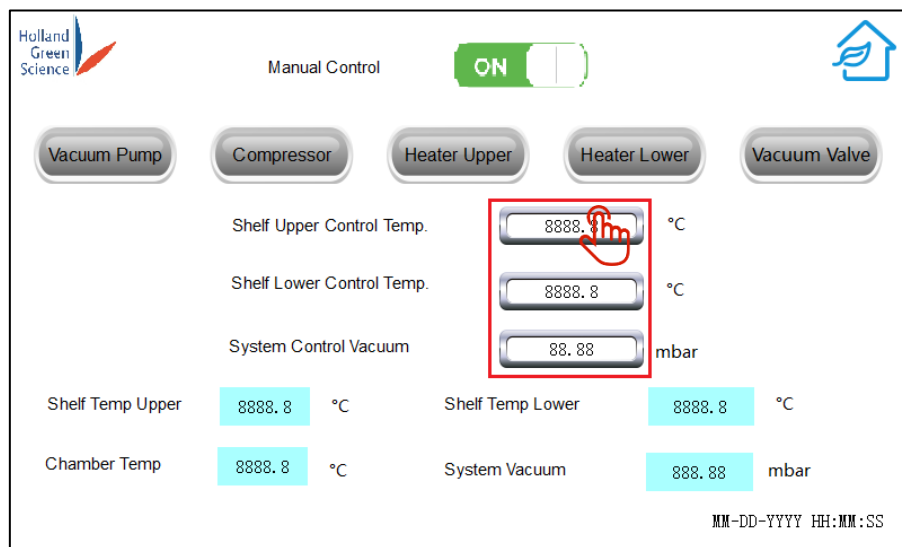 Holland
Green
Science
Manual Control
ON
Vacuum Pump
Compressor
Heater Upper
Heater Lower
Vacuum Valve
Shelf Upper Control Temp.
8888.8
°C
Shelf Lower Control Temp.
8888.8
°C
System Control Vacuum
88.88
mbar
Shelf Temp Upper
8888.8
°C
Shelf Temp Lower
8888.8
°C
Chamber Temp
8888.8
°C
System Vacuum
888.88
mbar
MM-DD-YYYY HH:MM:SS